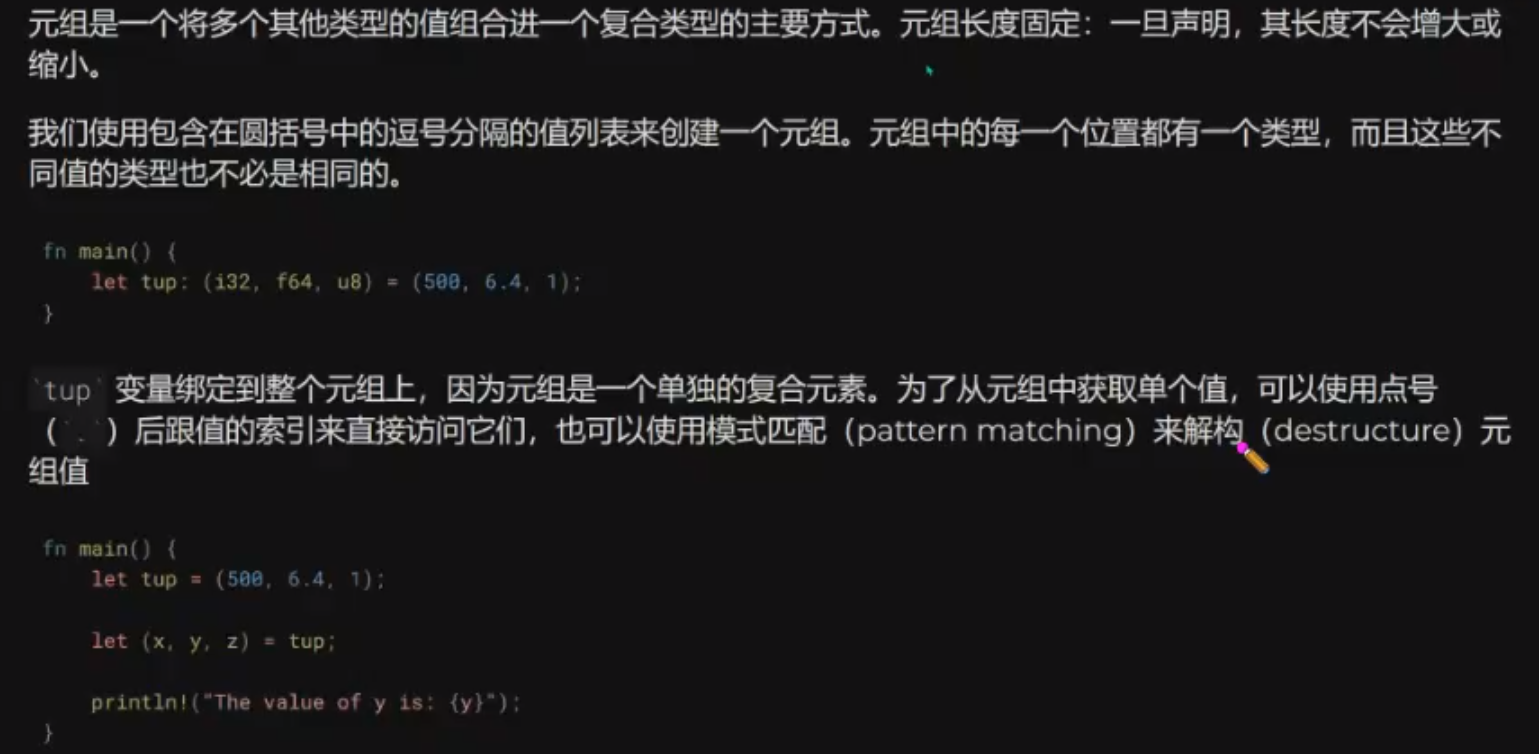 元组是一个将多个其他类型的值组合进一个复合类型的主要方式。元组长度固定：一旦声明，其长度不会增大或
缩小。
我们使用包含在圆括号中的逗号分隔的值列表来创建一个元组。元组中的每一个位置都有一个类型，而且这些不
同值的类型也不必是相同的。
fn main() {
    let tup: (i32, f64, u8) = (500, 6.4, 1);
}
`tup` 变量绑定到整个元组上，因为元组是一个单独的复合元素。为了从元组中获取单个值，可以使用点号
（`.`）后跟值的索引来直接访问它们，也可以使用模式匹配（pattern matching）来解构（destructure）元
组值
fn main() {
    let tup = (500, 6.4, 1);
    let (x, y, z) = tup;
    println!("The value of y is: {y}");
}